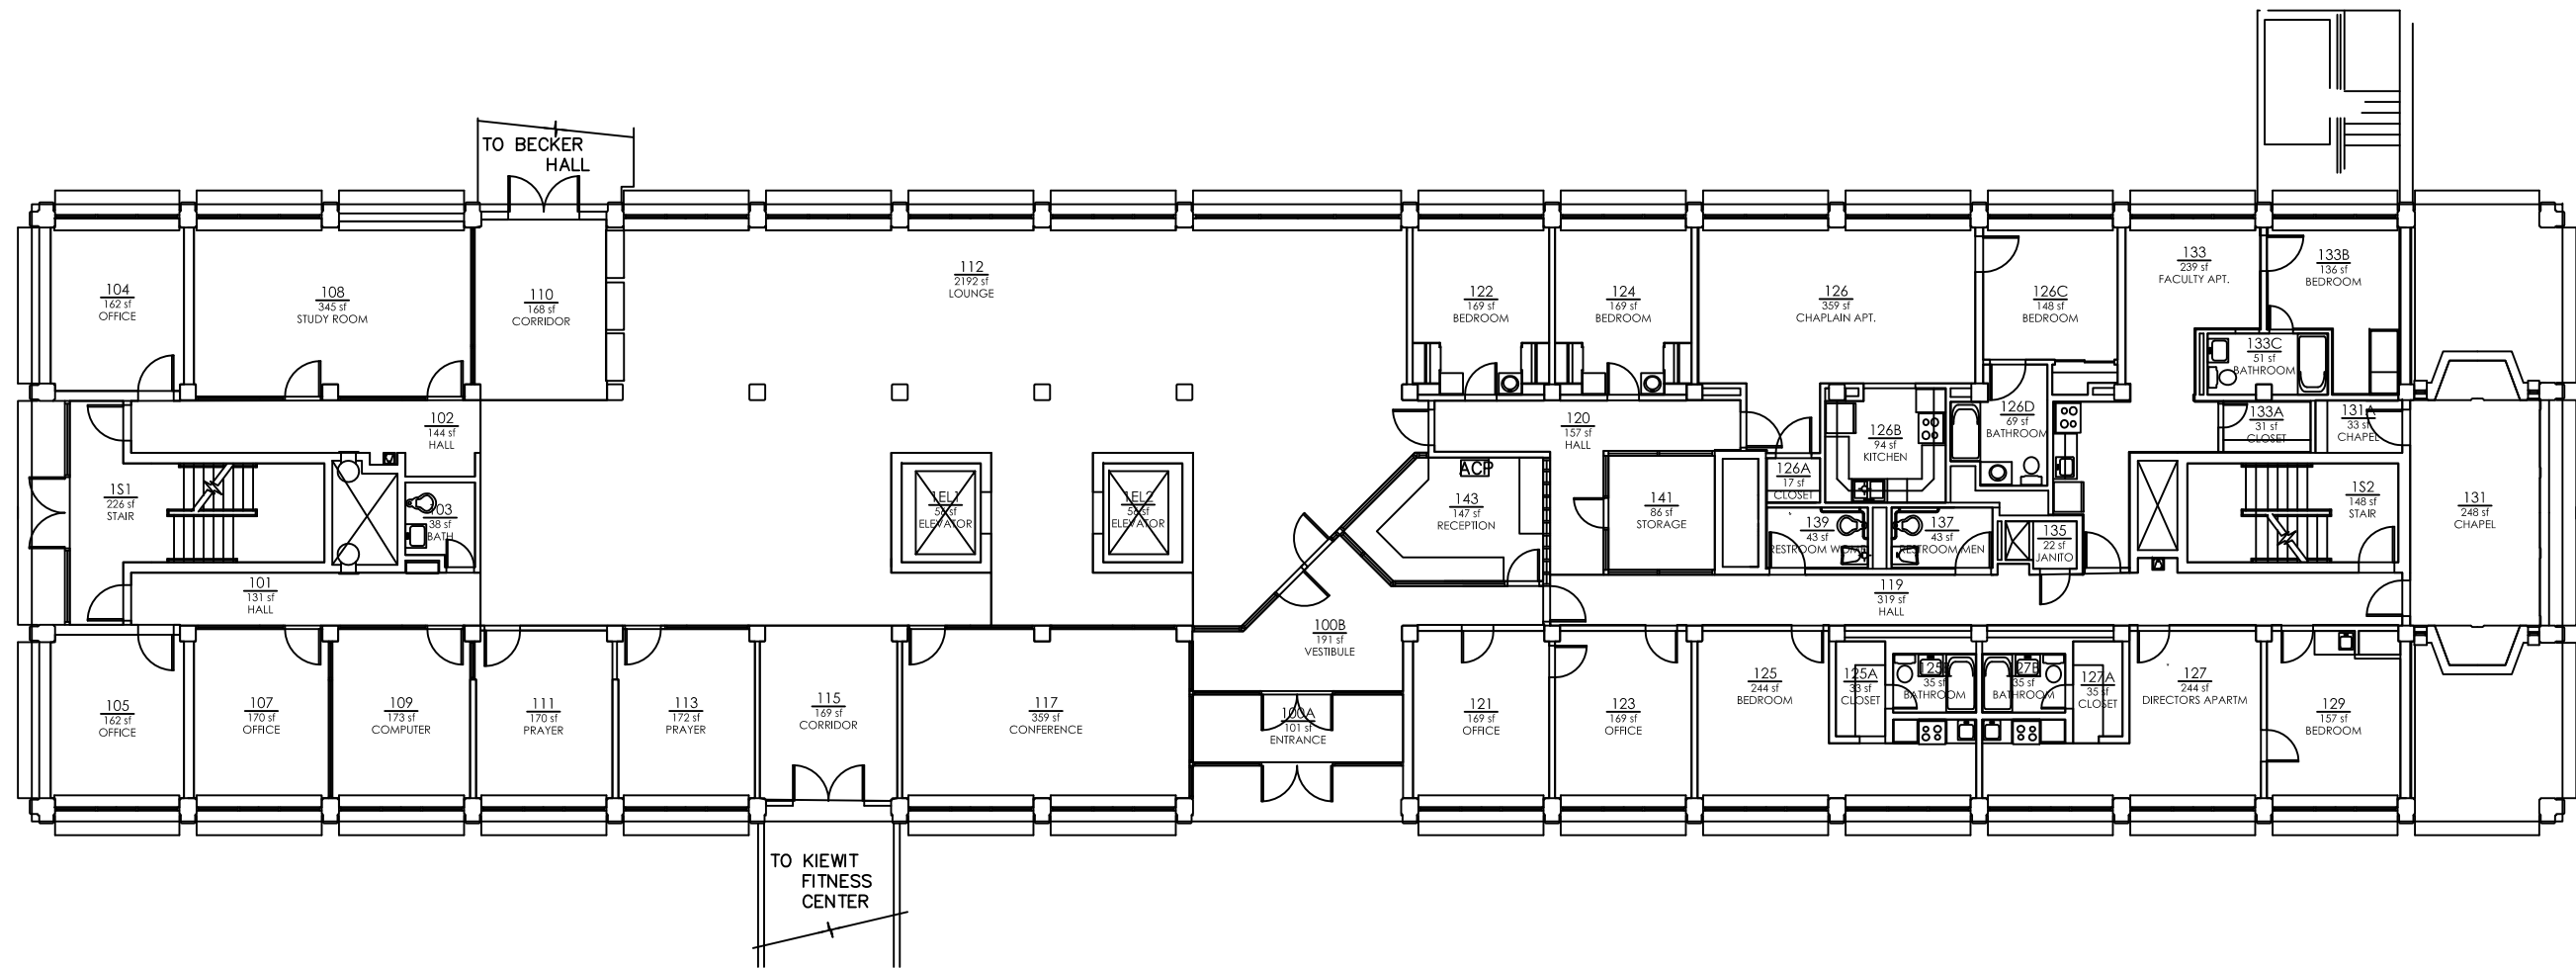 TO BECKER
HALL
104
162 sf
OFFICE
108
345 sf
STUDY ROOM
110
168 sf
CORRIDOR
112
2192 sf
LOUNGE
122
169 sf
BEDROOM
124
169 sf
BEDROOM
126
359 sf
CHAPLAIN APT.
126C
148 sf
BEDROOM
133
239 sf
FACULTY APT.
133B
136 sf
BEDROOM
133C
51 sf
BATHROOM
102
144 sf
HALL
120
157 sf
HALL
126B
94 sf
KITCHEN
126D
69 sf
BATHROOM
133A
31 sf
CLOSET
131A
33 sf
CHAPEL
1S1
226 sf
STAIR
103
38 sf
BATH
1EL1
ELEVATOR
1EL2
ELEVATOR
ACP
143
147 sf
RECEPTION
141
86 sf
STORAGE
126A
17 sf
CLOSET
139
43 sf
RESTROOM WOM
137
43 sf
RESTROOM MEN
135
22 sf
JANITO
1S2
148 sf
STAIR
131
248 sf
CHAPEL
101
131 sf
HALL
119
319 sf
HALL
100B
191 sf
VESTIBULE
105
162 sf
OFFICE
107
170 sf
OFFICE
109
173 sf
COMPUTER
111
170 sf
PRAYER
113
172 sf
PRAYER
115
169 sf
CORRIDOR
117
359 sf
CONFERENCE
100A
101 sf
ENTRANCE
121
169 sf
OFFICE
123
169 sf
OFFICE
125
244 sf
BEDROOM
125A
33 sf
CLOSET
35 sf
BATHROOM
35 sf
BATHROOM
127A
35 sf
CLOSET
127
244 sf
DIRECTORS APARTM
129
157 sf
BEDROOM
TO KIEWIT
FITNESS
CENTER